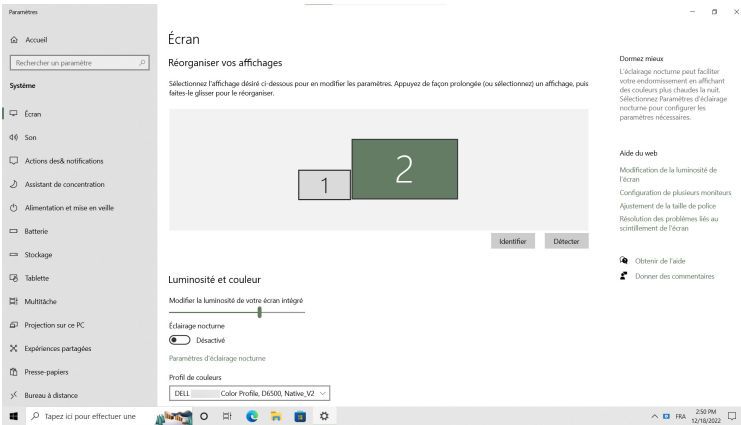 Paramètres
Accueil
Rechercher un paramètre
Système
Écran
Son
Actions des& notifications
Assistant de concentration
Alimentation et mise en veille
Batterie
Stockage
Tablette
Multitâche
Projection sur ce PC
Expériences partagées
Presse-papiers
Bureau à distance
Écran
Réorganiser vos affichages
Sélectionnez l'affichage désiré ci-dessous pour en modifier les paramètres. Appuyez de façon prolongée (ou sélectionnez) un affichage, puis
faites-le glisser pour le réorganiser.
1
2
Identifier
Détecter
Luminosité et couleur
Modifier la luminosité de votre écran intégré
Éclairage nocturne
Désactivé
Paramètres d'éclairage nocturne
Profil de couleurs
DELL Color Profile, D6500, Native_V2
Dormez mieux
L'éclairage nocturne peut faciliter
votre endormissement en affichant
des couleurs plus chaudes la nuit.
Sélectionnez Paramètres d'éclairage
nocturne pour configurer les
paramètres nécessaires.
Aide du web
Modification de la luminosité de
l'écran
Configuration de plusieurs moniteurs
Ajustement de la taille de police
Résolution des problèmes liés au
scintillement de l'écran
Obtenir de l'aide
Donner des commentaires
Tapez ici pour effectuer une
FRA
2:50 PM
12/18/2022